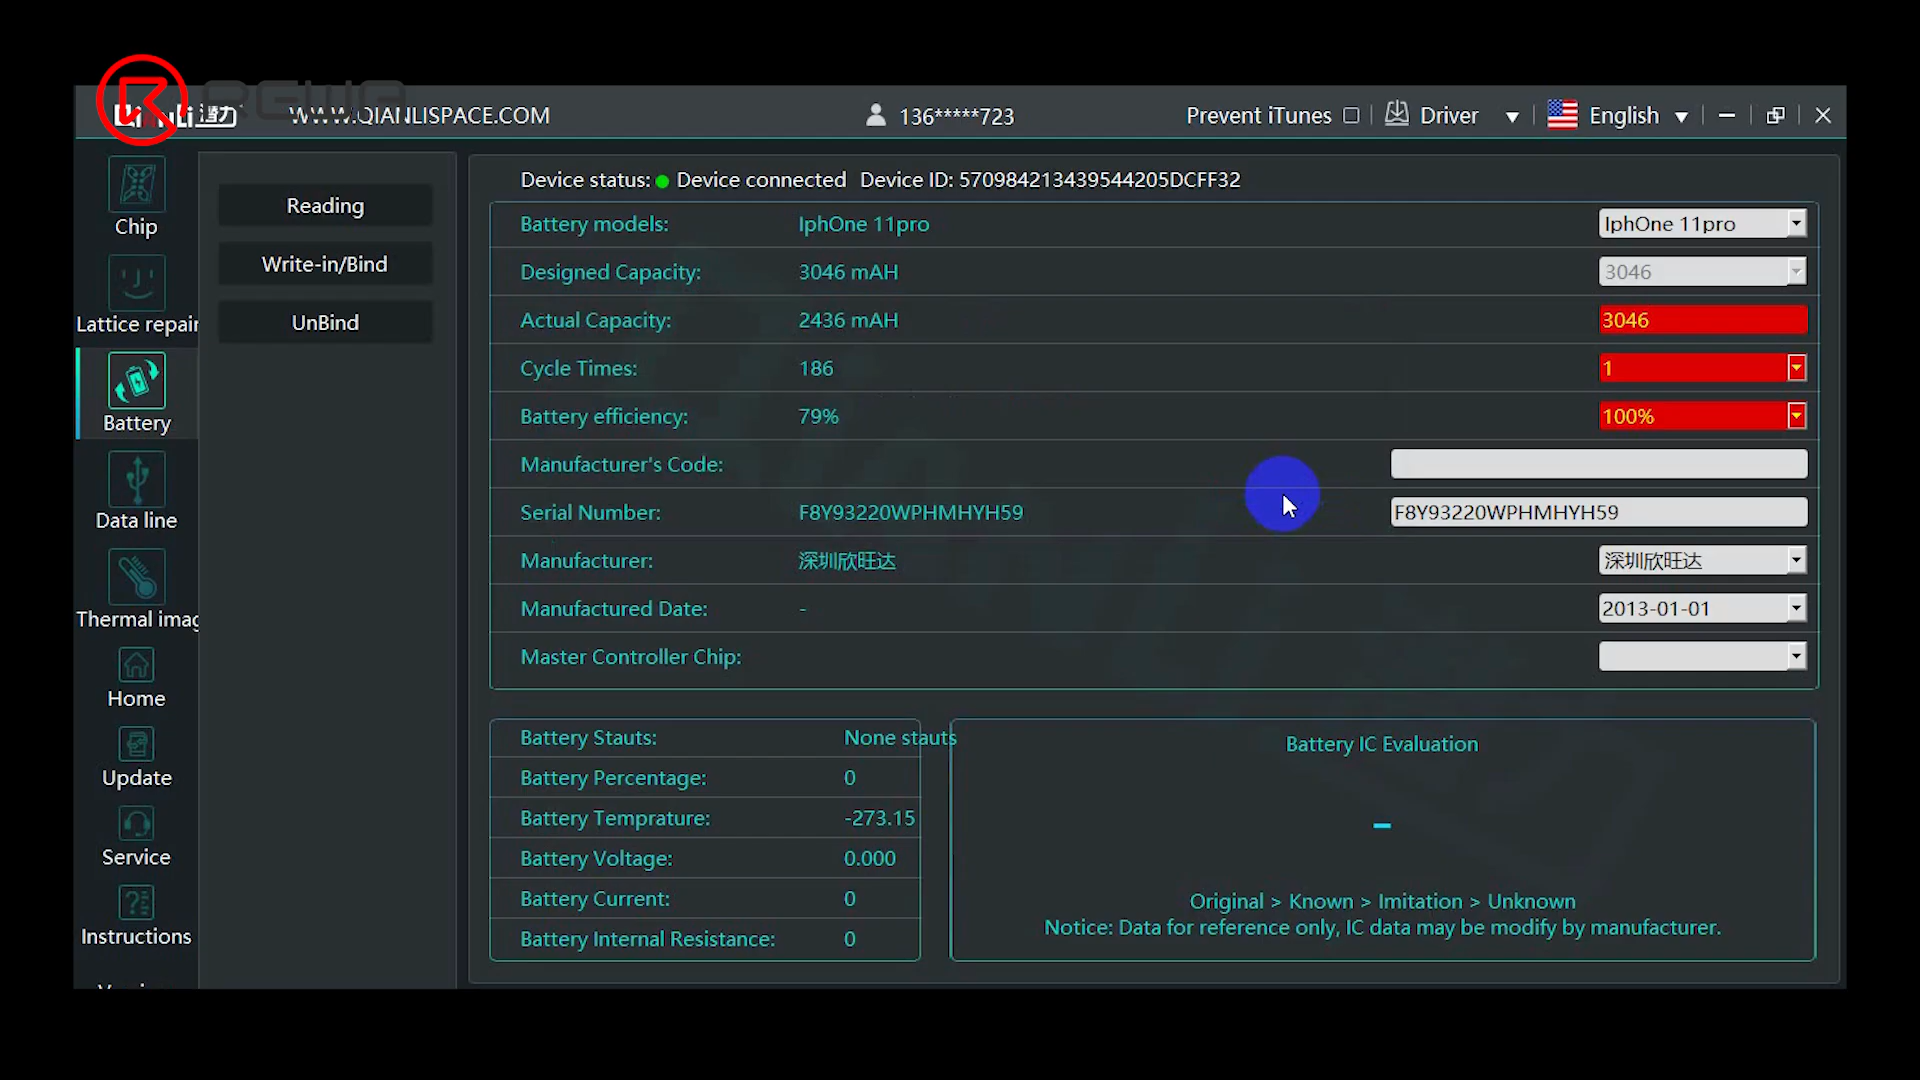 REWA
QianLi 潜力
WWW.QIANLISPACE.COM
136*****723
Prevent iTunes
Driver
English
Chip
Lattice repair
Battery
Data line
Thermal imag
Home
Update
Service
Instructions
Reading
Write-in/Bind
UnBind
Device status: Device connected Device ID: 570984213439544205DCFF32
Battery models: IphOne 11pro IphOne 11pro
Designed Capacity: 3046 mAH 3046
Actual Capacity: 2436 mAH 3046
Cycle Times: 186 1
Battery efficiency: 79% 100%
Manufacturer's Code:
Serial Number: F8Y93220WPHMHYH59 F8Y93220WPHMHYH59
Manufacturer: 深圳欣旺达 深圳欣旺达
Manufactured Date: - 2013-01-01
Master Controller Chip:
Battery Stauts: None stauts
Battery Percentage: 0
Battery Temprature: -273.15
Battery Voltage: 0.000
Battery Current: 0
Battery Internal Resistance: 0
Battery IC Evaluation
–
Original > Known > Imitation > Unknown
Notice: Data for reference only, IC data may be modify by manufacturer.